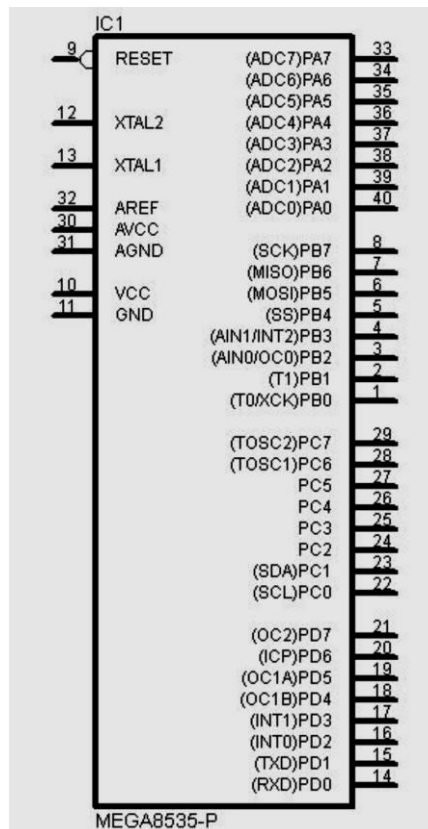 IC1
9 RESET (ADC7)PA7 33
(ADC6)PA6 34
(ADC5)PA5 35
12 XTAL2 (ADC4)PA4 36
(ADC3)PA3 37
13 XTAL1 (ADC2)PA2 38
(ADC1)PA1 39
32 AREF (ADC0)PA0 40
30 AVCC
31 AGND (SCK)PB7 8
(MISO)PB6 7
10 VCC (MOSI)PB5 6
11 GND (SS)PB4 5
(AIN1/INT2)PB3 4
(AIN0/OC0)PB2 3
(T1)PB1 2
(T0/XCK)PB0 1
(TOSC2)PC7 29
(TOSC1)PC6 28
PC5 27
PC4 26
PC3 25
PC2 24
(SDA)PC1 23
(SCL)PC0 22
(OC2)PD7 21
(ICP)PD6 20
(OC1A)PD5 19
(OC1B)PD4 18
(INT1)PD3 17
(INT0)PD2 16
(TXD)PD1 15
(RXD)PD0 14
MEGA8535-P